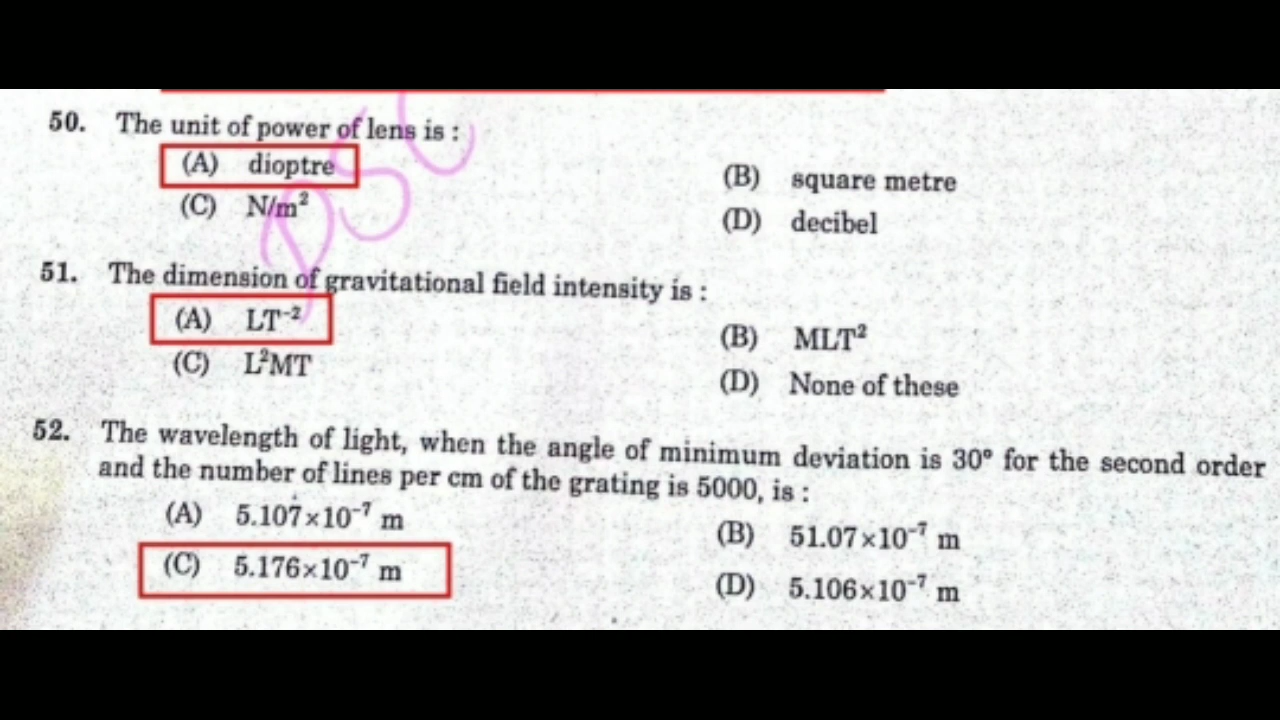 50. The unit of power of lens is :
(A) dioptre (B) square metre
(C) N/m² (D) decibel
51. The dimension of gravitational field intensity is :
(A) LT⁻² (B) MLT²
(C) L²MT (D) None of these
52. The wavelength of light, when the angle of minimum deviation is 30° for the second order
and the number of lines per cm of the grating is 5000, is :
(A) 5.107×10⁻⁷ m (B) 51.07×10⁻⁷ m
(C) 5.176×10⁻⁷ m (D) 5.106×10⁻⁷ m